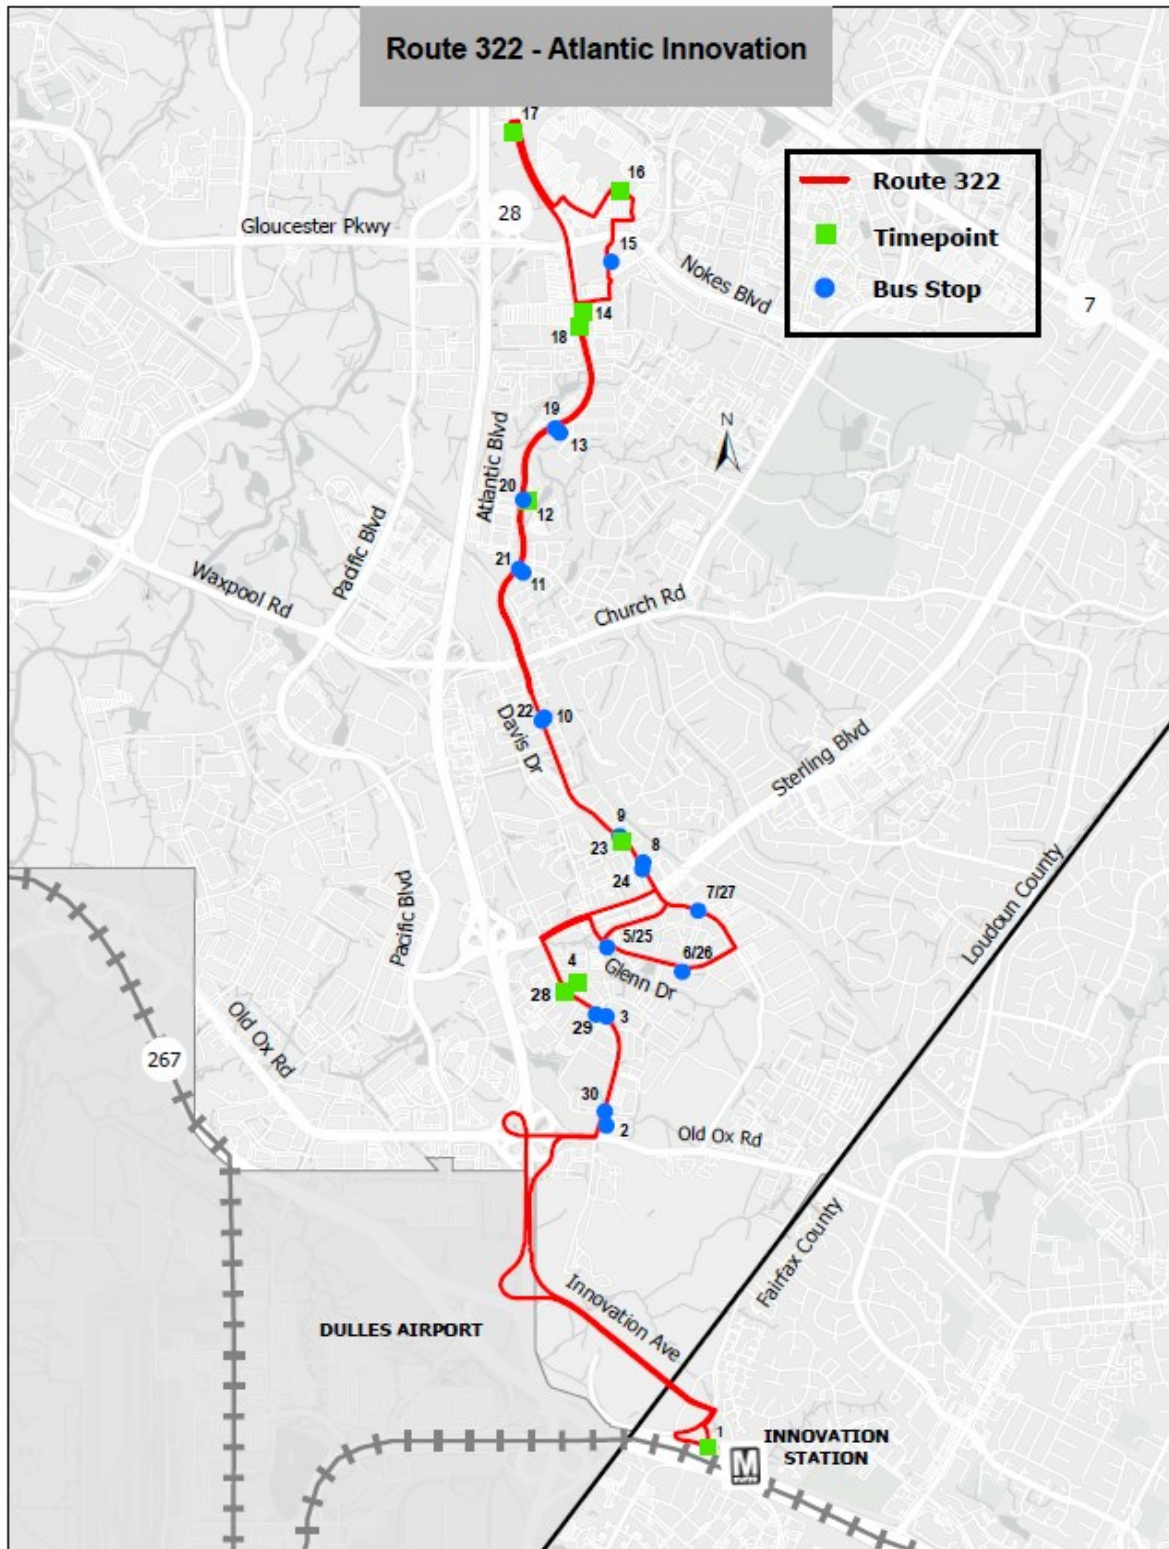 Route 322 - Atlantic Innovation
17
16
Route 322
28
Gloucester Pkwy
Timepoint
15
Nokes Blvd
Bus Stop
7
14
18
19
13
N
Atlantic Blvd
20
12
Pacific Blvd
21
11
Waxpool Rd
Church Rd
22
10
Davis Dr
Sterling Blvd
9
23
8
24
7/27
Pacific Blvd
Loudoun County
5/25
6/26
4
Glenn Dr
28
29
3
Old Ox Rd
267
30
2
Old Ox Rd
Fairfax County
Innovation Ave
DULLES AIRPORT
1
INNOVATION
STATION
M